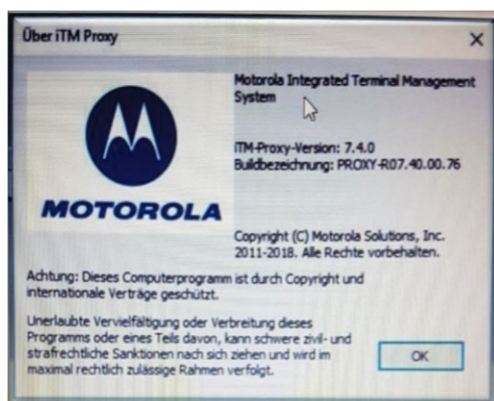 Über iTM Proxy
Motorola Integrated Terminal Management
System
iTM-Proxy-Version: 7.4.0
Buildbezeichnung: PROXY-R07.40.00.76
MOTOROLA
Copyright (C) Motorola Solutions, Inc.
2011-2018. Alle Rechte vorbehalten.
Achtung: Dieses Computerprogramm ist durch Copyright und
internationale Verträge geschützt.
Unerlaubte Vervielfältigung oder Verbreitung dieses
Programms oder eines Teils davon, kann schwere zivil- und
strafrechtliche Sanktionen nach sich ziehen und wird im
maximal rechtlich zulässige Rahmen verfolgt.
OK